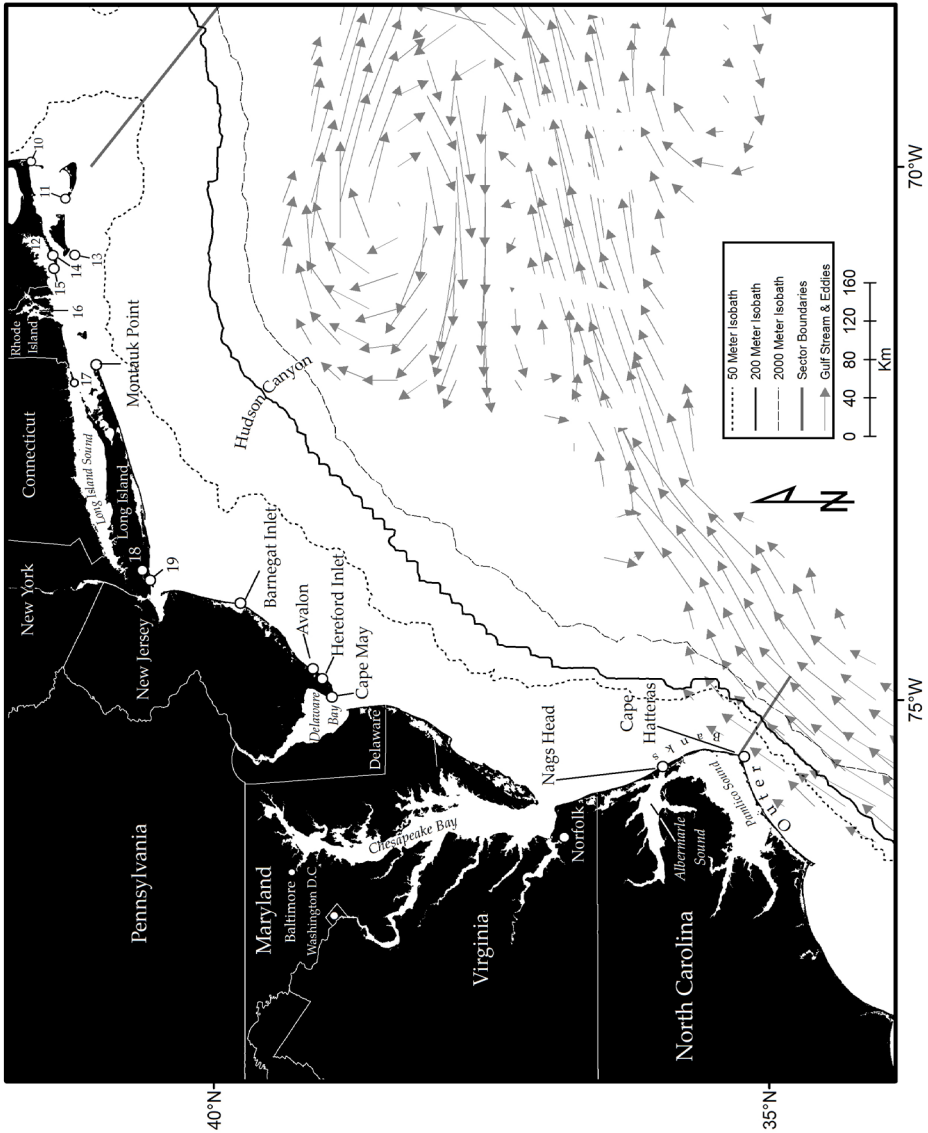 New York
Connecticut
Rhode
Island
Long Island Sound
Long Island
Montauk Point
10
11
12
13
14
15
16
17
18
19
Pennsylvania
New Jersey
Barnegat Inlet
Avalon
Hereford Inlet
Cape May
Delaware
Bay
Delaware
Hudson Canyon
Maryland
Baltimore
Washington D.C.
Chesapeake Bay
Virginia
Norfolk
Nags Head
Cape
Hatteras
Outer Banks
Albermarle
Sound
Pamlico Sound
North Carolina
50 Meter Isobath
200 Meter Isobath
2000 Meter Isobath
Sector Boundaries
Gulf Stream & Eddies
0 40 80 120 160
Km
N
40°N
35°N
75°W
70°W